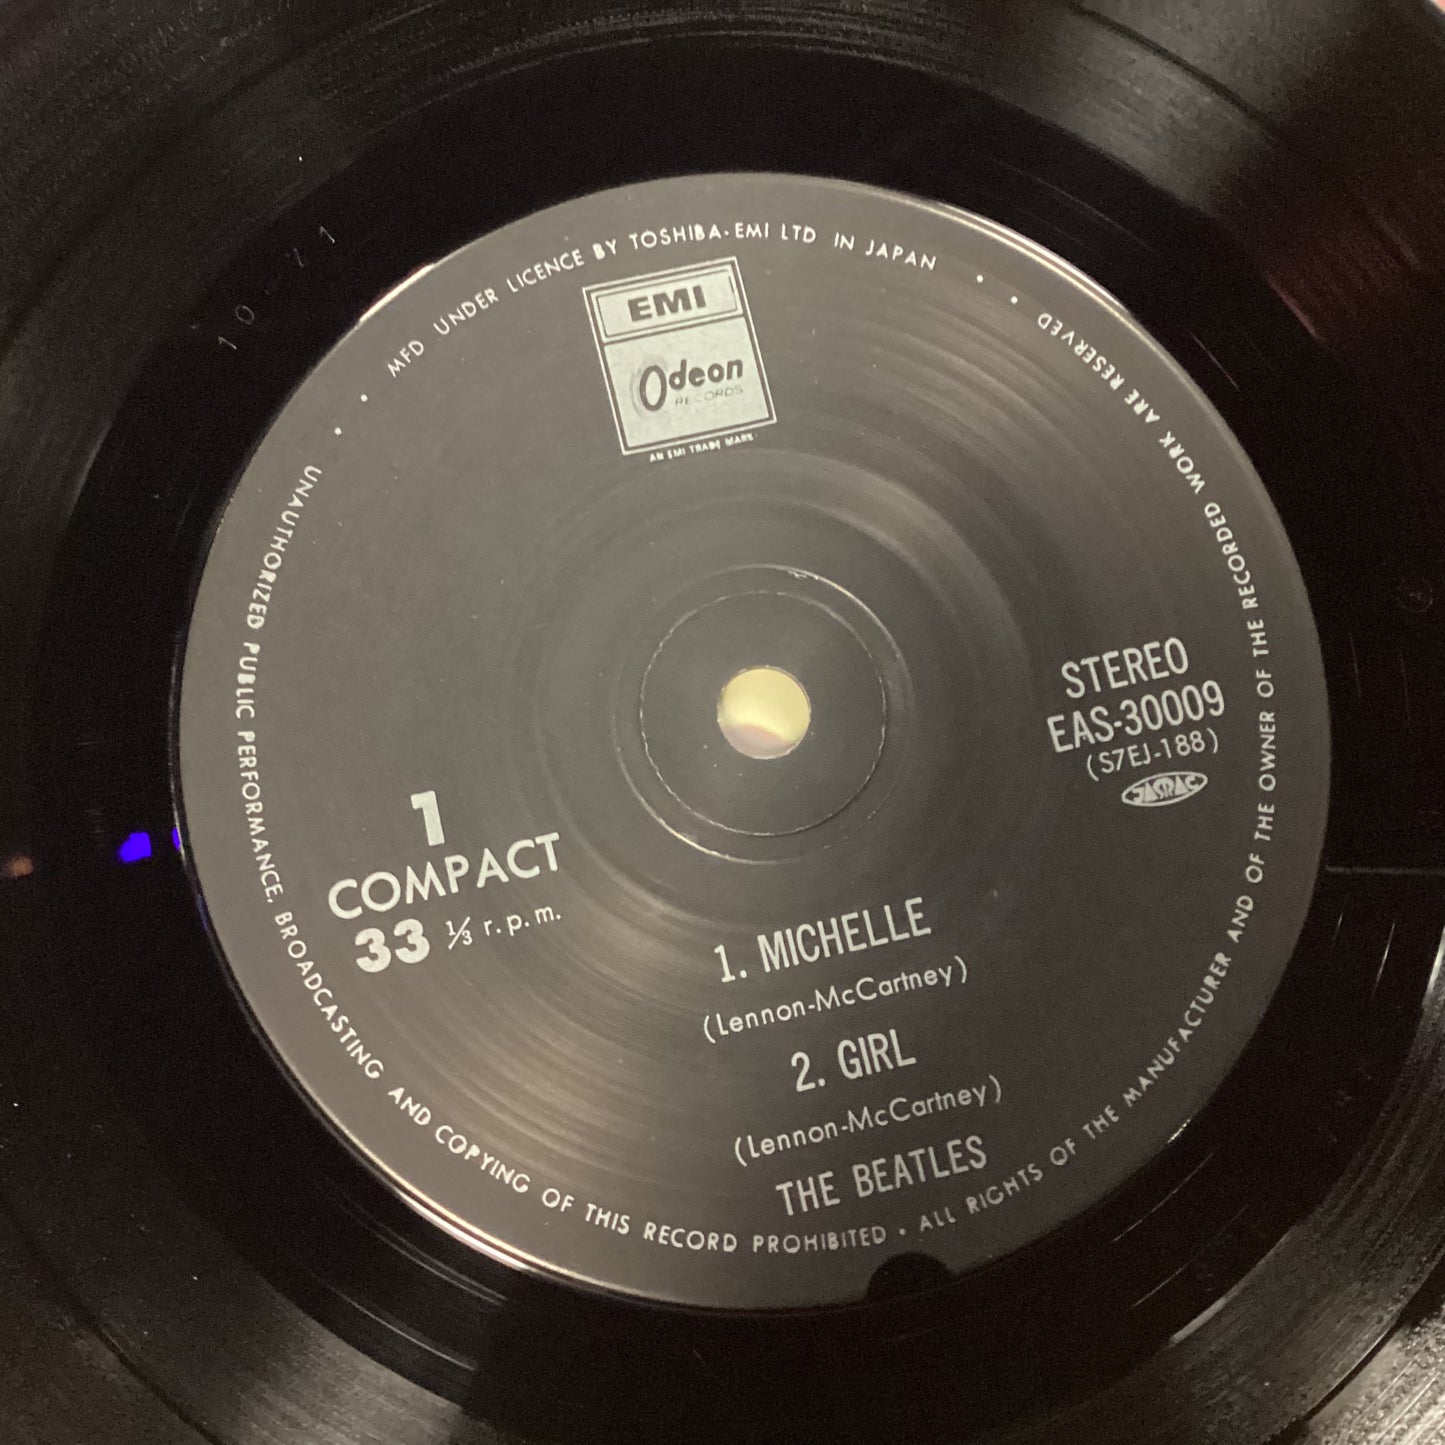 MFD UNDER LICENCE BY TOSHIBA-EMI LTD IN JAPAN
EMI
Odeon
RECORDS
AN EMI TRADE MARK
STEREO
EAS-30009
(S7EJ-188)
JASRAC
1
COMPACT
33 ⅓ r.p.m.
1. MICHELLE
(Lennon-McCartney)
2. GIRL
(Lennon-McCartney)
THE BEATLES
UNAUTHORIZED PUBLIC PERFORMANCE, BROADCASTING AND COPYING OF THIS RECORD PROHIBITED • ALL RIGHTS OF THE MANUFACTURER AND OF THE OWNER OF THE RECORDED WORK ARE RESERVED